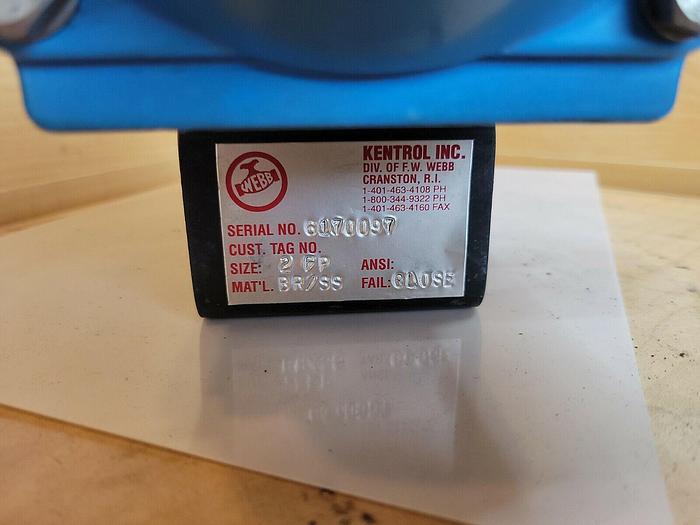 KENTROL INC.
DIV. OF F.W. WEBB
CRANSTON, R.I.
1-401-463-4108 PH
1-800-344-9322 PH
1-401-463-4160 FAX
WEBB
SERIAL NO. 6170097
CUST. TAG NO.
SIZE: 2 FP ANSI:
MAT'L. BR/SS FAIL: CLOSE